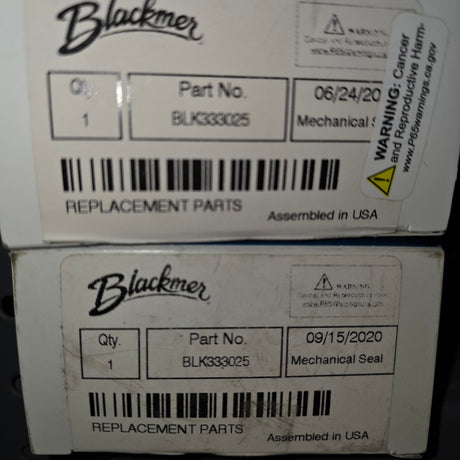 Blackmer
WARNING:
Qty.
1
Part No.
BLK333025
06/24/20
Mechanical
WARNING: Cancer
and Reproductive Harm-
www.P65warnings.ca.gov
REPLACEMENT PARTS
Assembled in USA
Blackmer
WARNING:
Qty.
1
Part No.
BLK333025
09/15/2020
Mechanical Seal
REPLACEMENT PARTS
Assembled in USA